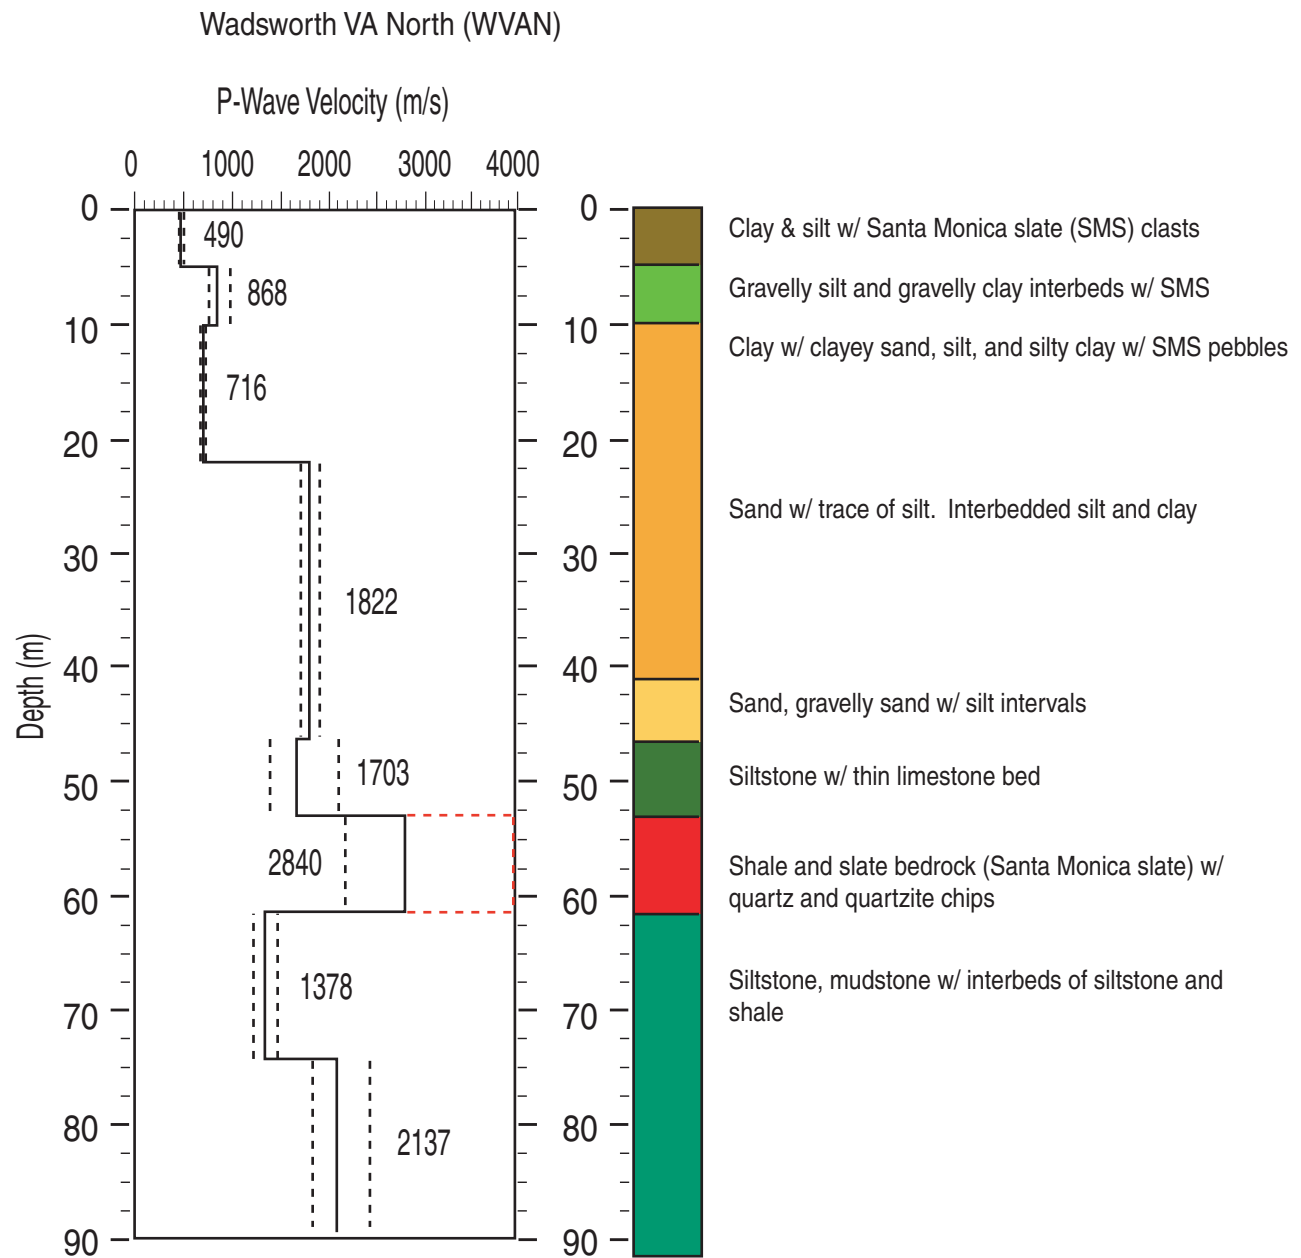 Wadsworth VA North (WVAN)
P-Wave Velocity (m/s)
0 1000 2000 3000 4000
0 0
490
Clay & silt w/ Santa Monica slate (SMS) clasts
868
Gravelly silt and gravelly clay interbeds w/ SMS
10 10
Clay w/ clayey sand, silt, and silty clay w/ SMS pebbles
716
20 20
Sand w/ trace of silt. Interbedded silt and clay
30 30
1822
Depth (m)
40 40
Sand, gravelly sand w/ silt intervals
1703
Siltstone w/ thin limestone bed
50 50
2840
Shale and slate bedrock (Santa Monica slate) w/
quartz and quartzite chips
60 60
1378
Siltstone, mudstone w/ interbeds of siltstone and
shale
70 70
80 80
2137
90 90